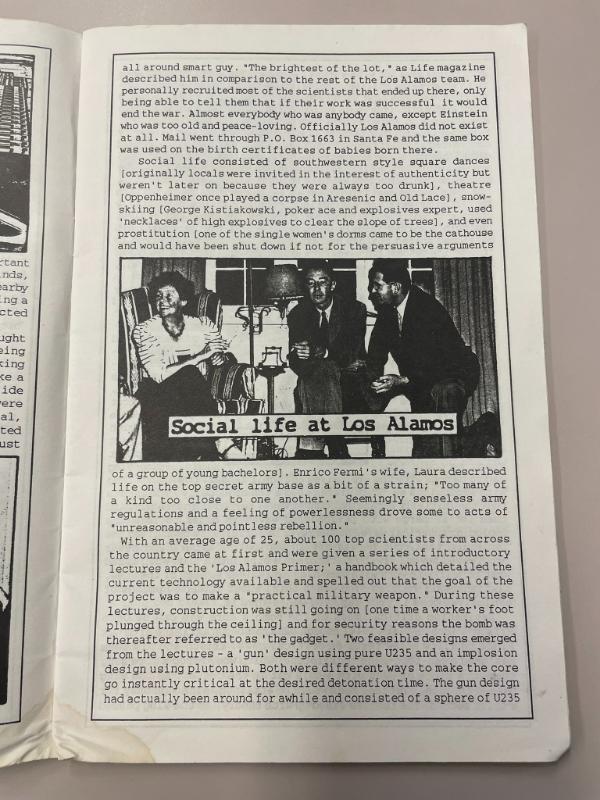 rtant
nds,
earby
ing a
cted
ught
eing
king
ke a
ide
vere
al,
ted
ust
all around smart guy. "The brightest of the lot," as Life magazine
described him in comparison to the rest of the Los Alamos team. He
personally recruited most of the scientists that ended up there, only
being able to tell them that if their work was successful it would
end the war. Almost everybody who was anybody came, except Einstein
who was too old and peace-loving. Officially Los Alamos did not exist
at all. Mail went through P.O. Box 1663 in Santa Fe and the same box
was used on the birth certificates of babies born there.
Social life consisted of southwestern style square dances
[originally locals were invited in the interest of authenticity but
weren't later on because they were always too drunk], theatre
[Oppenheimer once played a corpse in Aresenic and Old Lace], snow-
skiing [George Kistiakowski, poker ace and explosives expert, used
'necklaces' of high explosives to clear the slope of trees], and even
prostitution [one of the single women's dorms came to be the cathouse
and would have been shut down if not for the persuasive arguments
Social life at Los Alamos
of a group of young bachelors]. Enrico Fermi's wife, Laura described
life on the top secret army base as a bit of a strain; "Too many of
a kind too close to one another." Seemingly senseless army
regulations and a feeling of powerlessness drove some to acts of
"unreasonable and pointless rebellion."
With an average age of 25, about 100 top scientists from across
the country came at first and were given a series of introductory
lectures and the 'Los Alamos Primer;' a handbook which detailed the
current technology available and spelled out that the goal of the
project was to make a "practical military weapon." During these
lectures, construction was still going on [one time a worker's foot
plunged through the ceiling] and for security reasons the bomb was
thereafter referred to as 'the gadget.' Two feasible designs emerged
from the lectures - a 'gun' design using pure U235 and an implosion
design using plutonium. Both were different ways to make the core
go instantly critical at the desired detonation time. The gun design
had actually been around for awhile and consisted of a sphere of U235